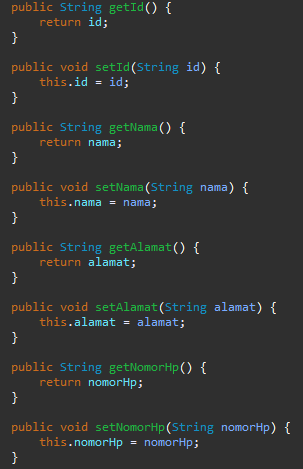 public String getId() {
    return id;
}

public void setId(String id) {
    this.id = id;
}

public String getNama() {
    return nama;
}

public void setNama(String nama) {
    this.nama = nama;
}

public String getAlamat() {
    return alamat;
}

public void setAlamat(String alamat) {
    this.alamat = alamat;
}

public String getNomorHp() {
    return nomorHp;
}

public void setNomorHp(String nomorHp) {
    this.nomorHp = nomorHp;
}